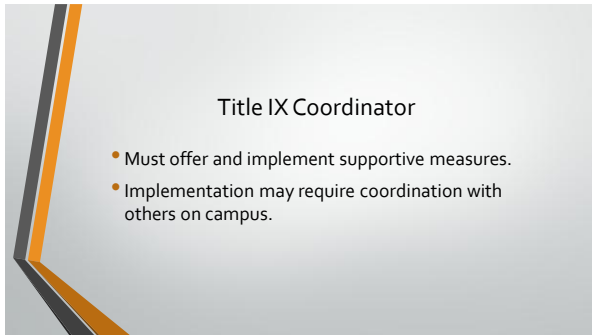 Title IX Coordinator
• Must offer and implement supportive measures.
• Implementation may require coordination with
others on campus.